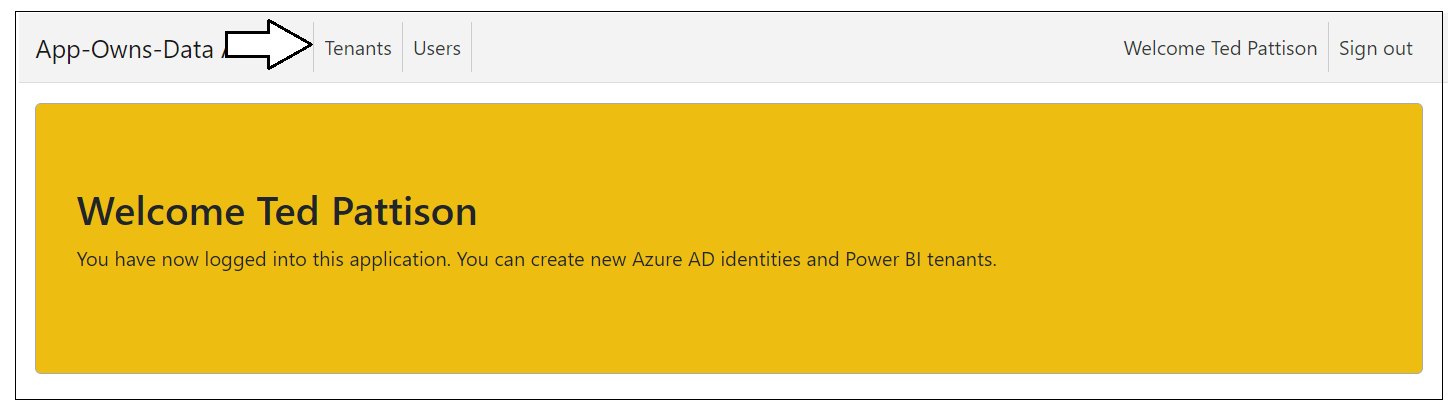 App-Owns-Data
Tenants
Users
Welcome Ted Pattison
Sign out
Welcome Ted Pattison
You have now logged into this application. You can create new Azure AD identities and Power BI tenants.